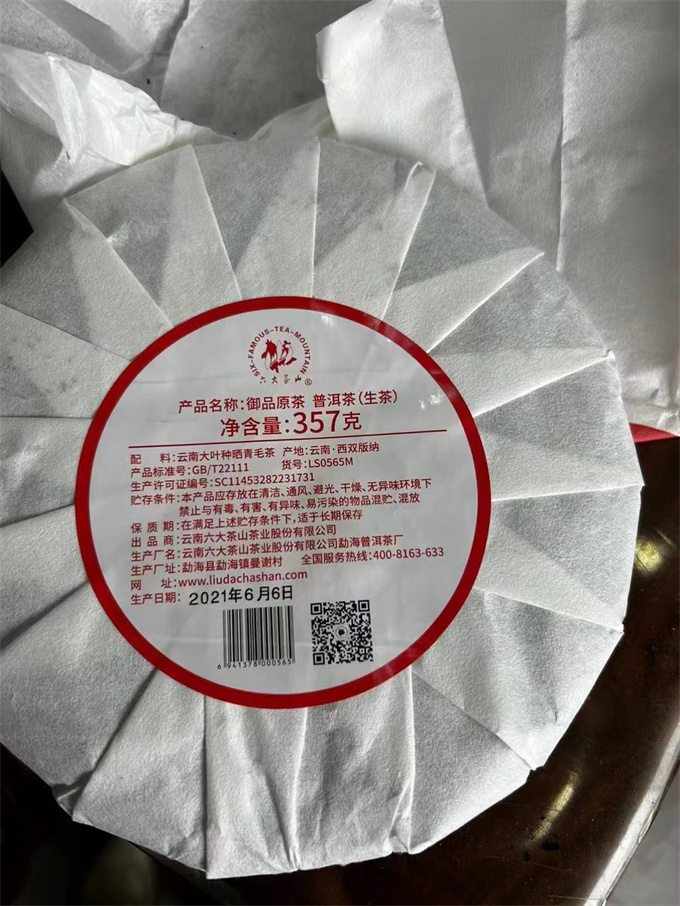 SIX-FAMOUS-TEA-MOUNTAIN
六大茶山®
产品名称:御品原茶 普洱茶(生茶)
净含量:357克
配 料:云南大叶种晒青毛茶 产地:云南·西双版纳
产品标准号:GB/T22111 货号:LS0565M
生产许可证编号:SC11453282231731
贮存条件:本产品应存放在清洁、通风、避光、干燥、无异味环境下
禁止与有毒、有害、有异味、易污染的物品混贮、混放
保 质 期:在满足上述贮存条件下,适于长期保存
出 品 商:云南六大茶山茶业股份有限公司
生产厂名:云南六大茶山茶业股份有限公司勐海普洱茶厂
生产厂址:勐海县勐海镇曼谢村 全国服务热线:400-8163-633
网 址:www.liudachashan.com
生产日期:2021年6月6日
6 941378 000565